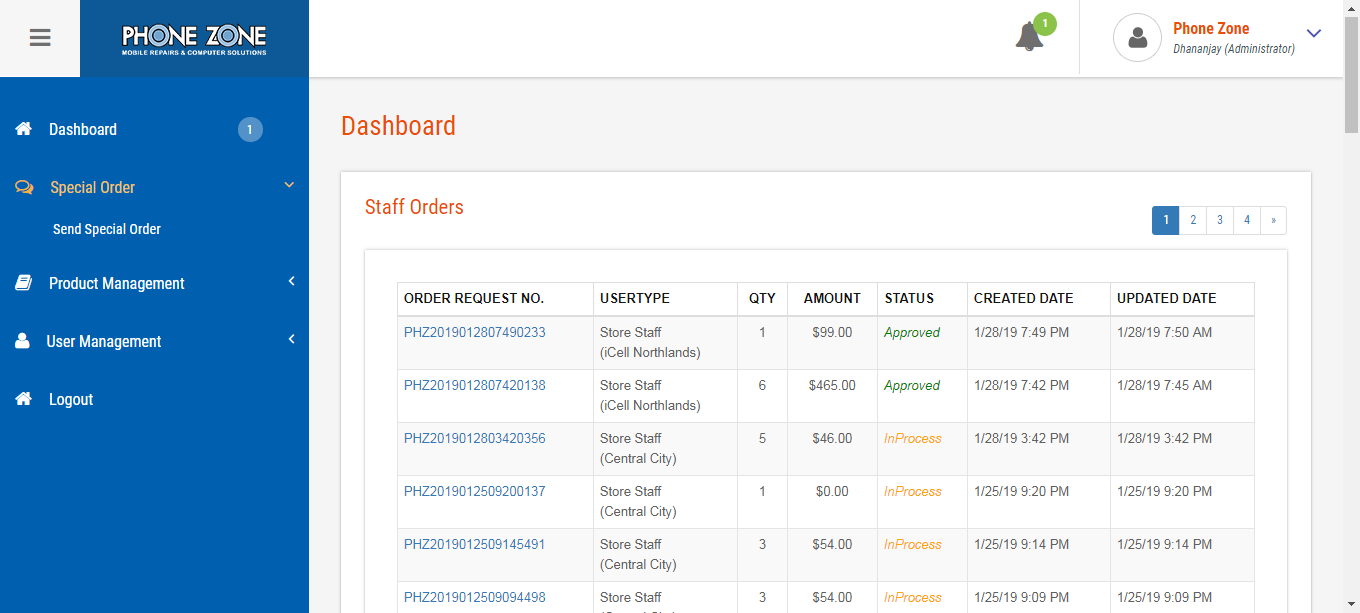 PHONE ZONE
MOBILE REPAIRS & COMPUTER SOLUTIONS
1
Phone Zone
Dhananjay (Administrator)
Dashboard 1
Special Order
Send Special Order
Product Management
User Management
Logout
Dashboard
Staff Orders
1 2 3 4 »
ORDER REQUEST NO. USERTYPE QTY AMOUNT STATUS CREATED DATE UPDATED DATE
PHZ2019012807490233 Store Staff 1 $99.00 Approved 1/28/19 7:49 PM 1/28/19 7:50 AM
(iCell Northlands)
PHZ2019012807420138 Store Staff 6 $465.00 Approved 1/28/19 7:42 PM 1/28/19 7:45 AM
(iCell Northlands)
PHZ2019012803420356 Store Staff 5 $46.00 InProcess 1/28/19 3:42 PM 1/28/19 3:42 PM
(Central City)
PHZ2019012509200137 Store Staff 1 $0.00 InProcess 1/25/19 9:20 PM 1/25/19 9:20 PM
(Central City)
PHZ2019012509145491 Store Staff 3 $54.00 InProcess 1/25/19 9:14 PM 1/25/19 9:14 PM
(Central City)
PHZ2019012509094498 Store Staff 3 $54.00 InProcess 1/25/19 9:09 PM 1/25/19 9:09 PM